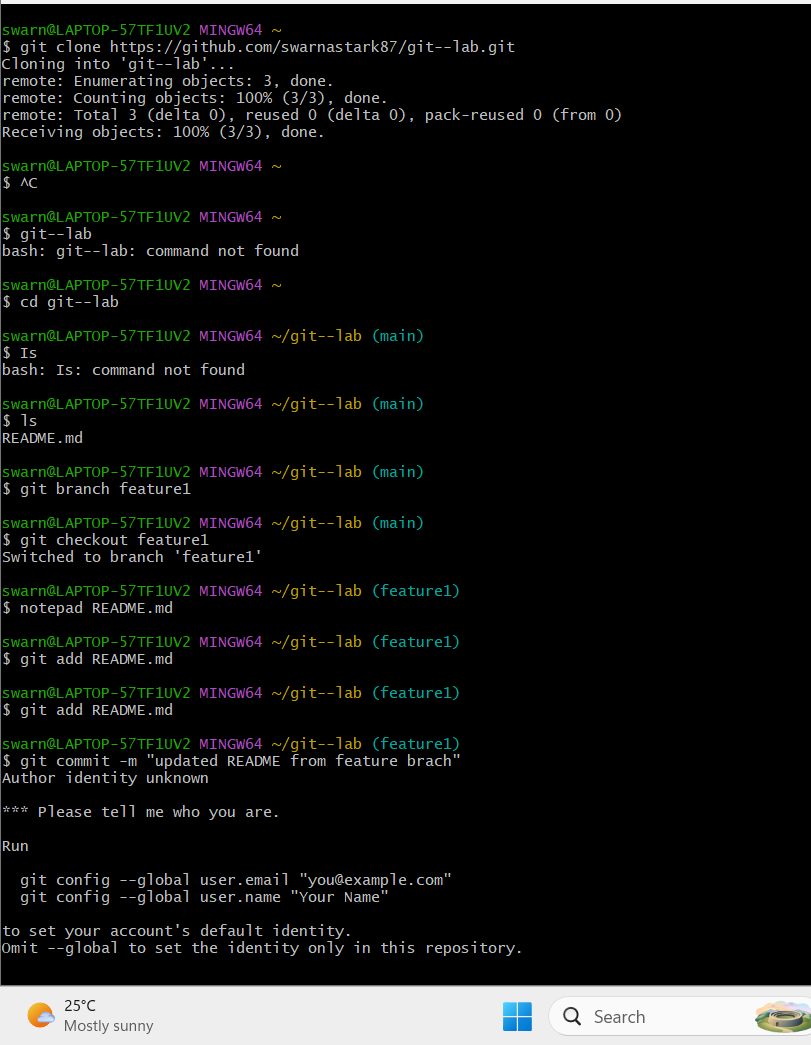 swarn@LAPTOP-57TF1UV2 MINGW64 ~
$ git clone https://github.com/swarnastark87/git--lab.git
Cloning into 'git--lab'...
remote: Enumerating objects: 3, done.
remote: Counting objects: 100% (3/3), done.
remote: Total 3 (delta 0), reused 0 (delta 0), pack-reused 0 (from 0)
Receiving objects: 100% (3/3), done.
swarn@LAPTOP-57TF1UV2 MINGW64 ~
$ ^C
swarn@LAPTOP-57TF1UV2 MINGW64 ~
$ git--lab
bash: git--lab: command not found
swarn@LAPTOP-57TF1UV2 MINGW64 ~
$ cd git--lab
swarn@LAPTOP-57TF1UV2 MINGW64 ~/git--lab (main)
$ Is
bash: Is: command not found
swarn@LAPTOP-57TF1UV2 MINGW64 ~/git--lab (main)
$ ls
README.md
swarn@LAPTOP-57TF1UV2 MINGW64 ~/git--lab (main)
$ git branch feature1
swarn@LAPTOP-57TF1UV2 MINGW64 ~/git--lab (main)
$ git checkout feature1
Switched to branch 'feature1'
swarn@LAPTOP-57TF1UV2 MINGW64 ~/git--lab (feature1)
$ notepad README.md
swarn@LAPTOP-57TF1UV2 MINGW64 ~/git--lab (feature1)
$ git add README.md
swarn@LAPTOP-57TF1UV2 MINGW64 ~/git--lab (feature1)
$ git add README.md
swarn@LAPTOP-57TF1UV2 MINGW64 ~/git--lab (feature1)
$ git commit -m "updated README from feature brach"
Author identity unknown
*** Please tell me who you are.
Run
git config --global user.email "you@example.com"
git config --global user.name "Your Name"
to set your account's default identity.
Omit --global to set the identity only in this repository.
25°C
Mostly sunny
Search